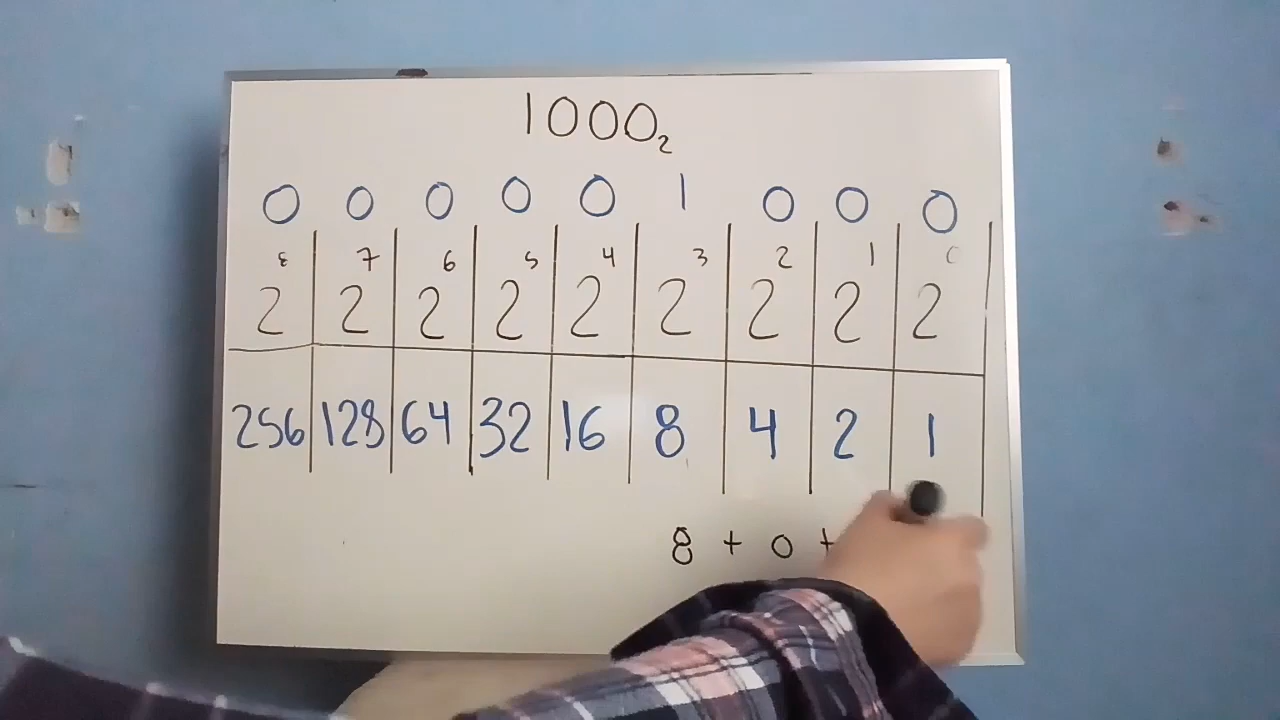 1000₂
0 0 0 0 0 1 0 0 0
2⁸ 2⁷ 2⁶ 2⁵ 2⁴ 2³ 2² 2¹ 2⁰
256 128 64 32 16 8 4 2 1
8 + 0 +